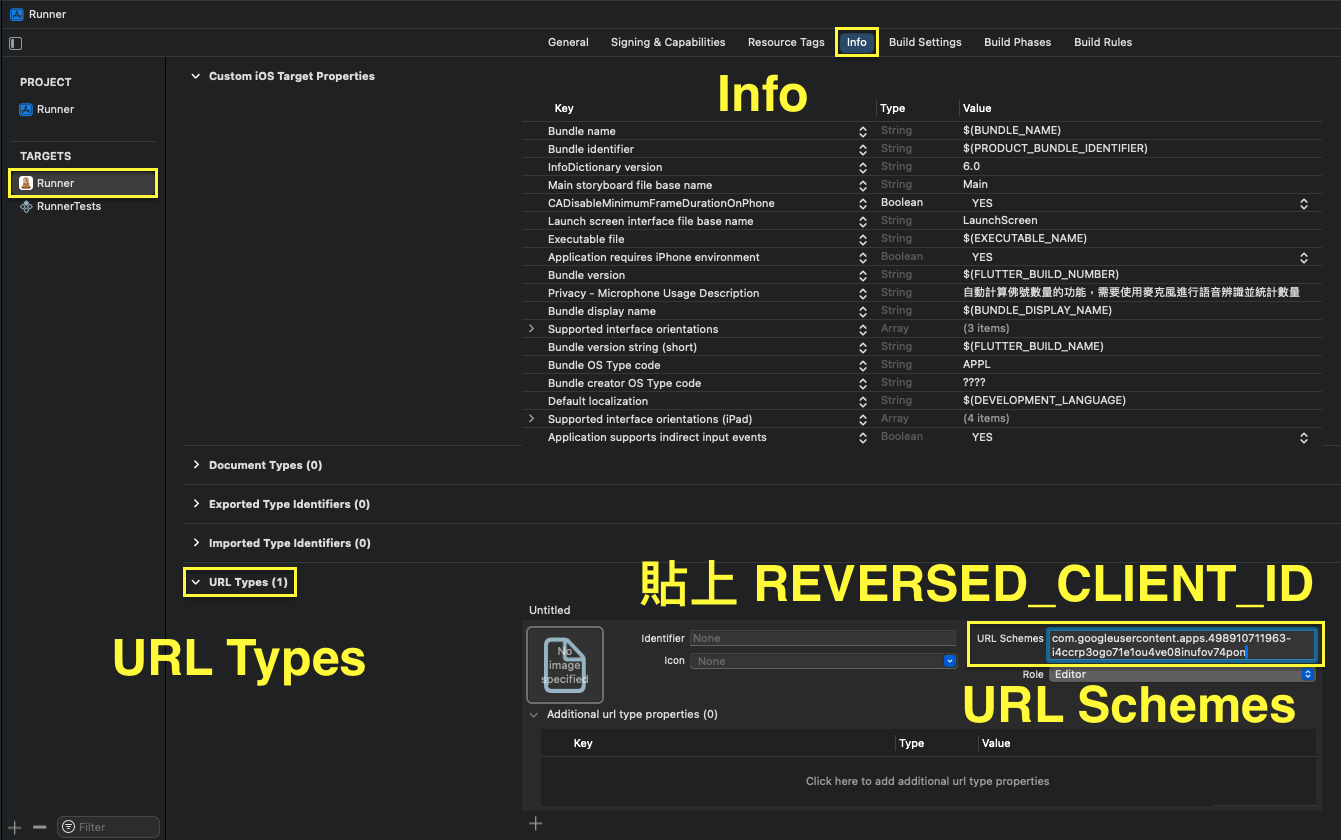 Runner
General Signing & Capabilities Resource Tags Info Build Settings Build Phases Build Rules
PROJECT
Runner
TARGETS
Runner
RunnerTests
Custom iOS Target Properties
Info
Key Type Value
Bundle name String $(BUNDLE_NAME)
Bundle identifier String $(PRODUCT_BUNDLE_IDENTIFIER)
InfoDictionary version String 6.0
Main storyboard file base name String Main
CADisableMinimumFrameDurationOnPhone Boolean YES
Launch screen interface file base name String LaunchScreen
Executable file String $(EXECUTABLE_NAME)
Application requires iPhone environment Boolean YES
Bundle version String $(FLUTTER_BUILD_NUMBER)
Privacy - Microphone Usage Description String 自動計算佛號數量的功能，需要使用麥克風進行語音辨識並統計數量
Bundle display name String $(BUNDLE_DISPLAY_NAME)
Supported interface orientations Array (3 items)
Bundle version string (short) String $(FLUTTER_BUILD_NAME)
Bundle OS Type code String APPL
Bundle creator OS Type code String ????
Default localization String $(DEVELOPMENT_LANGUAGE)
Supported interface orientations (iPad) Array (4 items)
Application supports indirect input events Boolean YES
Document Types (0)
Exported Type Identifiers (0)
Imported Type Identifiers (0)
URL Types (1)
貼上 REVERSED_CLIENT_ID
URL Types
Untitled
No
image
specified
Identifier None
Icon None
URL Schemes com.googleusercontent.apps.498910711963-
i4ccrp3ogo71e1ou4ve08inufov74pon
Role Editor
URL Schemes
Additional url type properties (0)
Key Type Value
Click here to add additional url type properties
Filter